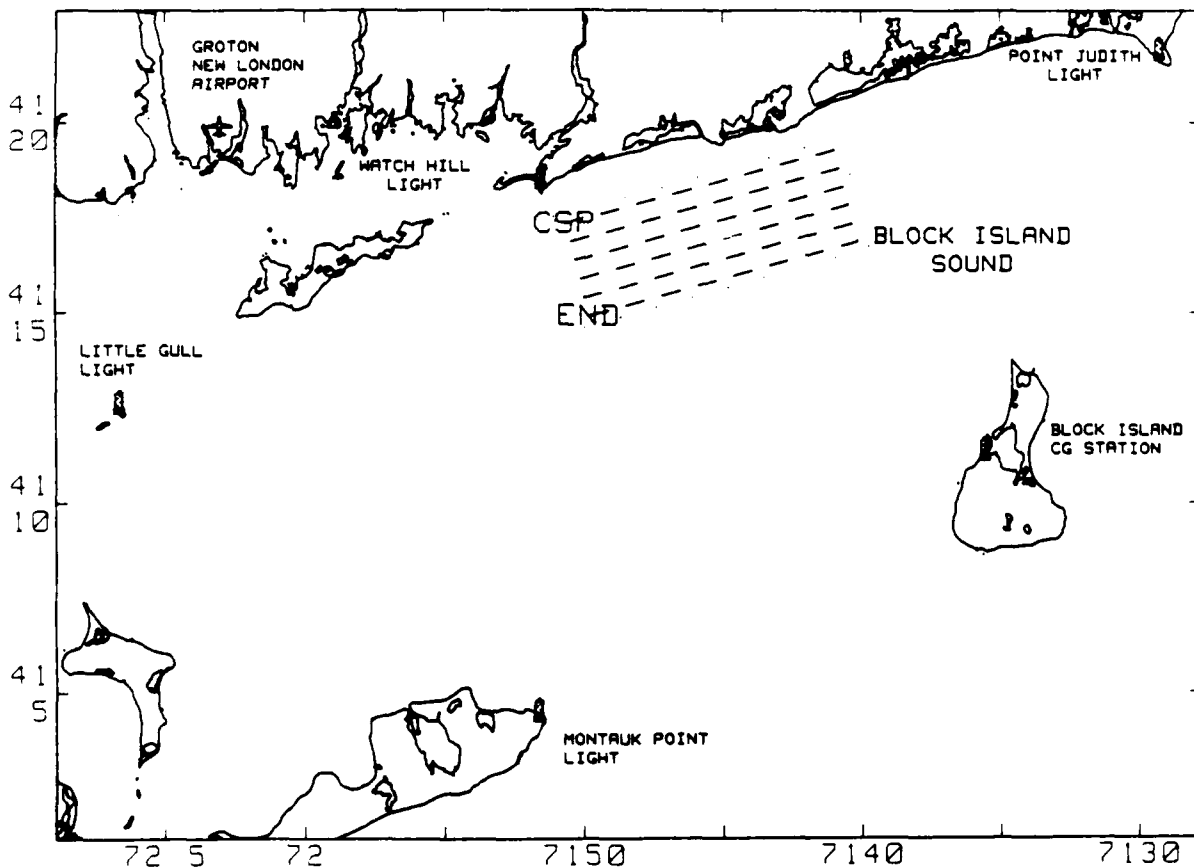 GROTON
NEW LONDON
AIRPORT
POINT JUDITH
LIGHT
41
20
WATCH HILL
LIGHT
CSP
BLOCK ISLAND
SOUND
END
41
15
LITTLE GULL
LIGHT
BLOCK ISLAND
CG STATION
41
10
41
5
MONTAUK POINT
LIGHT
72 5
72
7150
7140
7135
7130